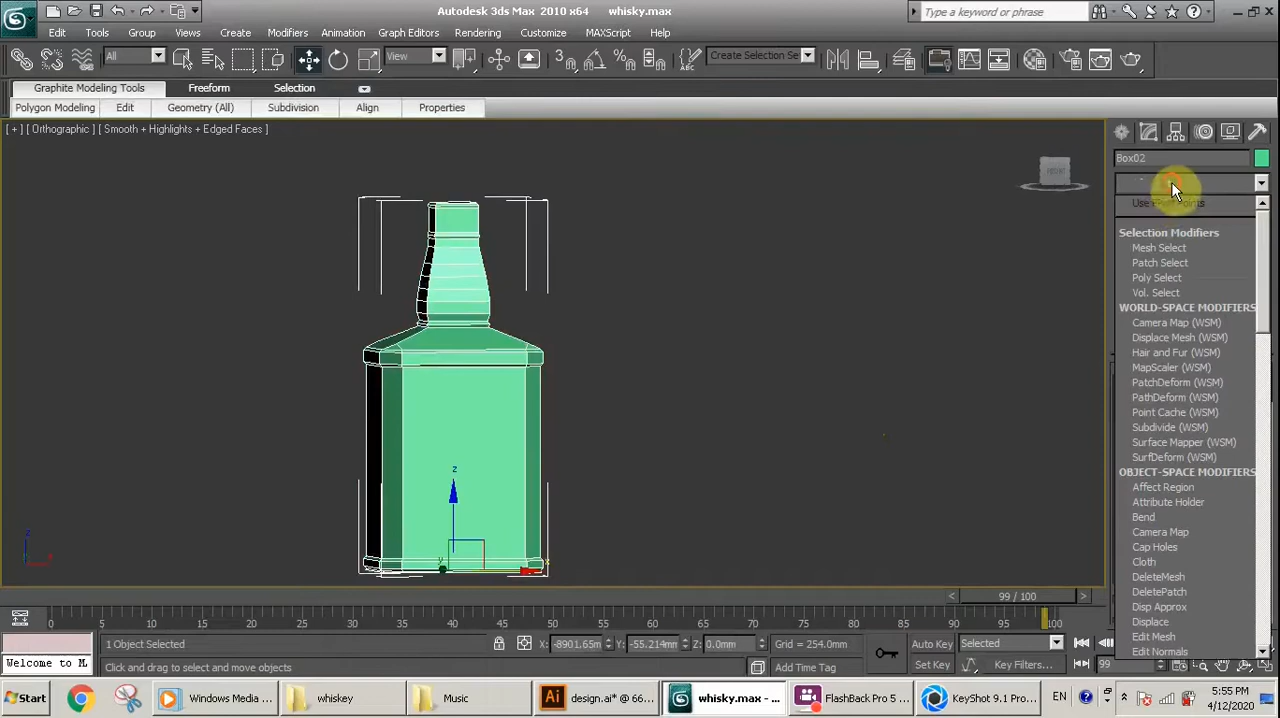 Autodesk 3ds Max 2010 x64 whisky.max
Type a keyword or phrase
Edit Tools Group Views Create Modifiers Animation Graph Editors Rendering Customize MAXScript Help
All View Create Selection Se
Graphite Modeling Tools Freeform Selection
Polygon Modeling Edit Geometry (All) Subdivision Align Properties
[ + ] [ Orthographic ] [ Smooth + Highlights + Edged Faces ]
Box02
Selection Modifiers
Mesh Select
Patch Select
Poly Select
Vol. Select
WORLD-SPACE MODIFIERS
Camera Map (WSM)
Displace Mesh (WSM)
Hair and Fur (WSM)
MapScaler (WSM)
PatchDeform (WSM)
PathDeform (WSM)
Point Cache (WSM)
Subdivide (WSM)
Surface Mapper (WSM)
SurfDeform (WSM)
OBJECT-SPACE MODIFIERS
Affect Region
Attribute Holder
Bend
Camera Map
Cap Holes
Cloth
DeleteMesh
DeletePatch
Disp Approx
Displace
Edit Mesh
Edit Normals
z
y
x
99 / 100
0 5 10 15 20 25 30 35 40 45 50 55 60 65 70 75 80 85 90 95 100
1 Object Selected X: -8901.65m Y: -55.214mm Z: 0.0mm Grid = 254.0mm Auto Key Selected
Welcome to M Click and drag to select and move objects Add Time Tag Set Key Key Filters... 99
Start Windows Media ... whiskey Music design.ai* @ 66... whisky.max - ... FlashBack Pro 5 ... KeyShot 9.1 Pro... EN 5:55 PM
4/12/2020